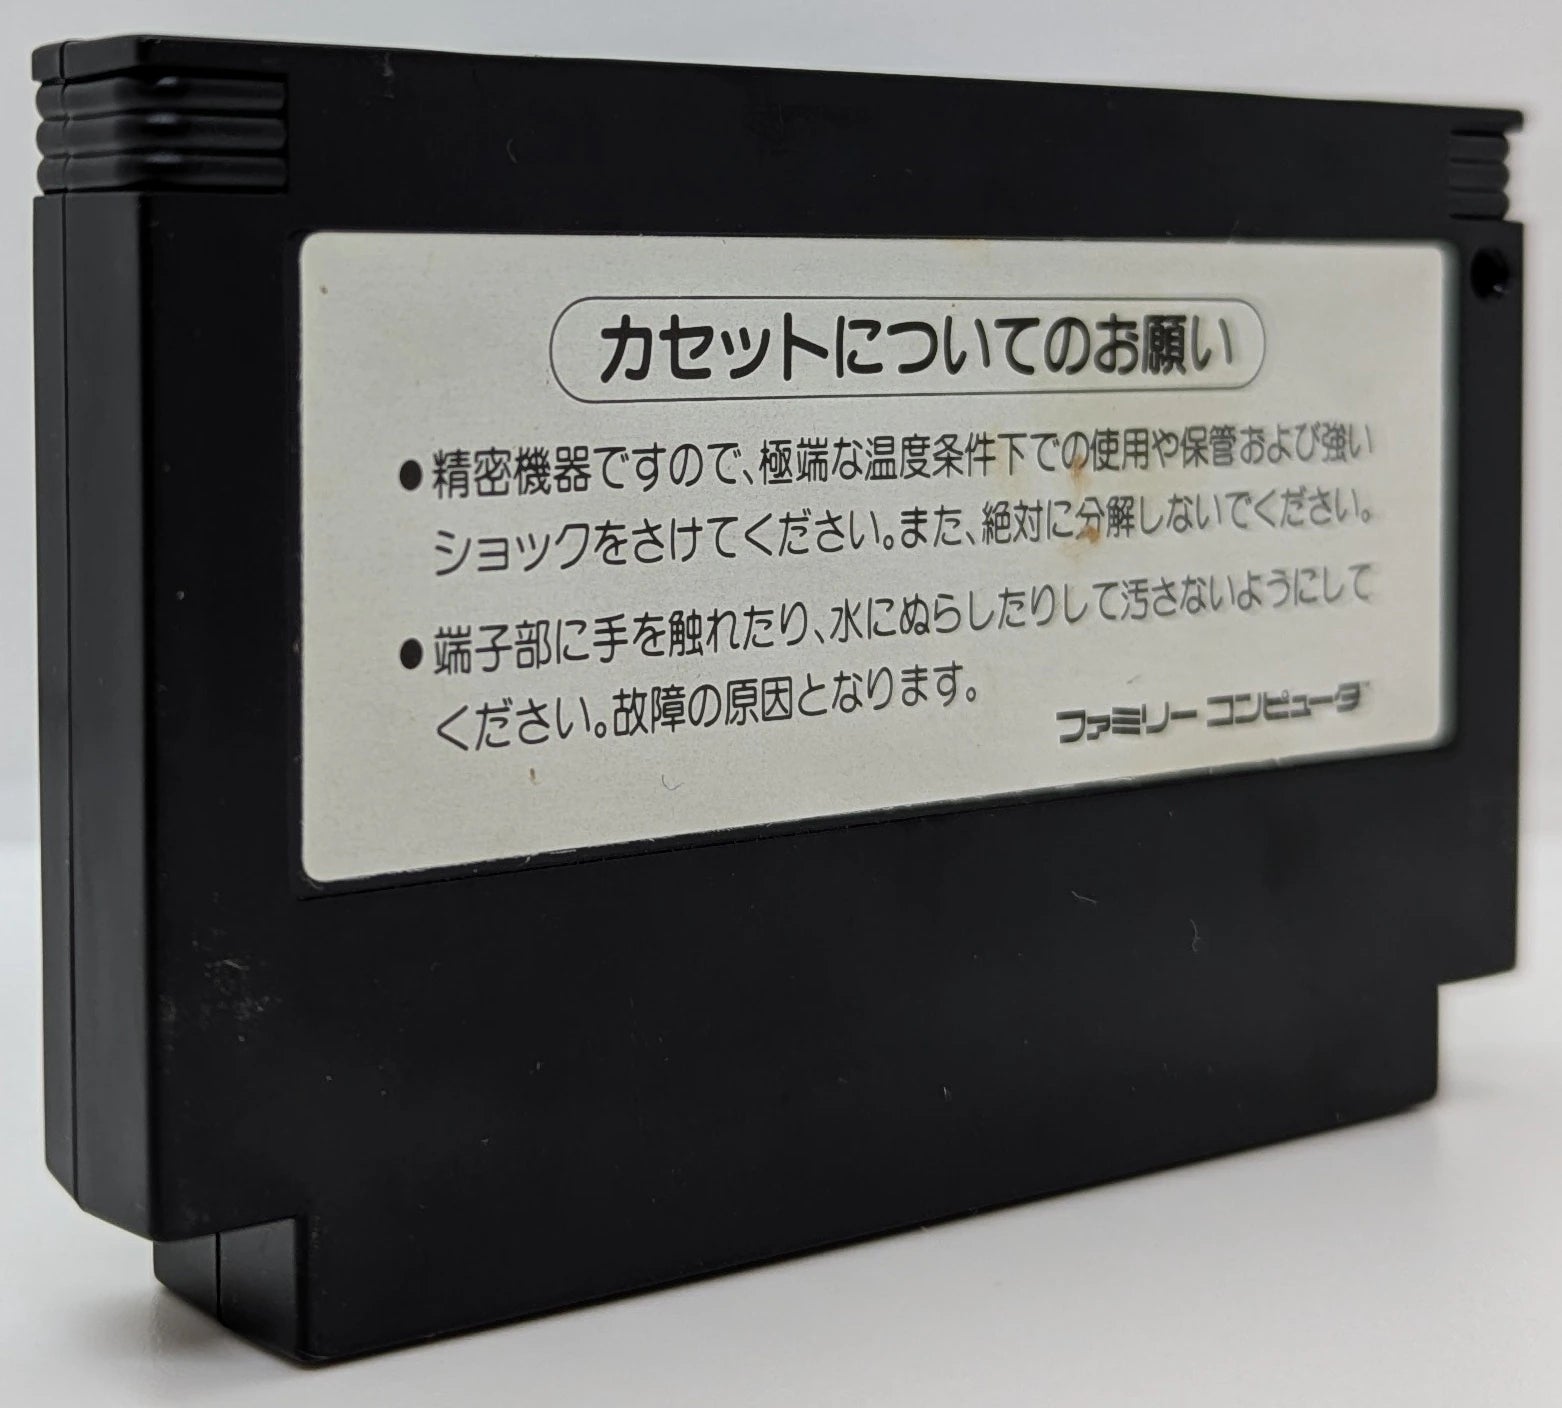 カセットについてのお願い
●精密機器ですので、極端な温度条件下での使用や保管および強い
ショックをさけてください。また、絶対に分解しないでください。
●端子部に手を触れたり、水にぬらしたりして汚さないようにして
ください。故障の原因となります。
ファミリーコンピュータ